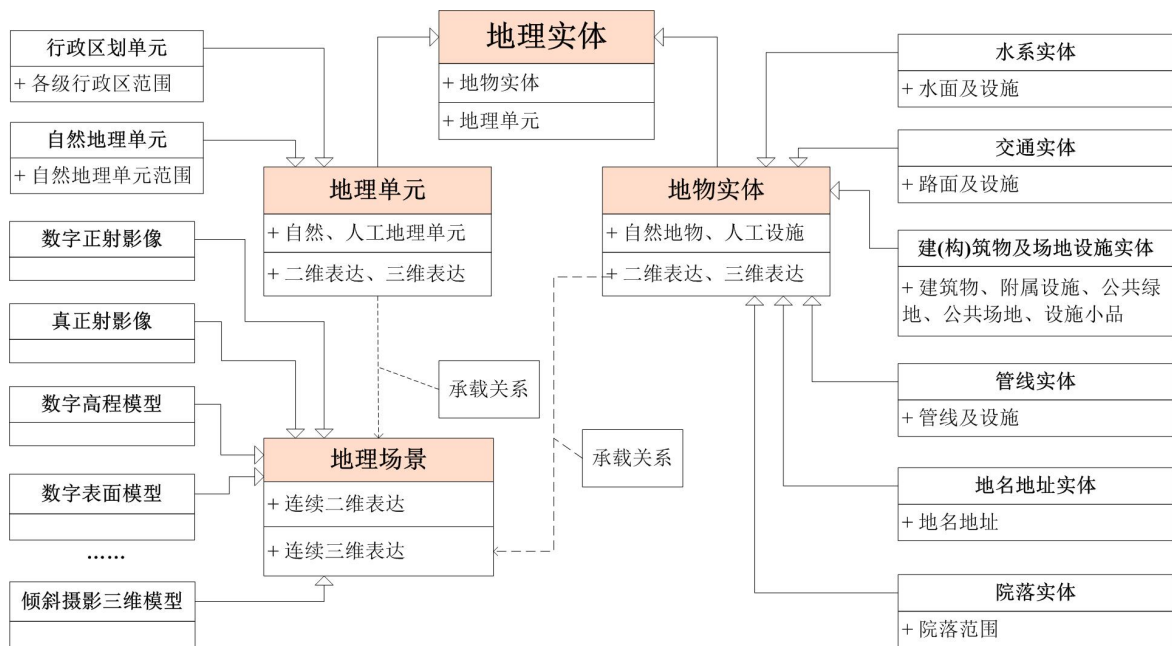 地理实体
+ 地物实体
+ 地理单元
行政区划单元
+ 各级行政区范围
自然地理单元
+ 自然地理单元范围
数字正射影像
真正射影像
数字高程模型
数字表面模型
……
倾斜摄影三维模型
地理单元
+ 自然、人工地理单元
+ 二维表达、三维表达
承载关系
地理场景
+ 连续二维表达
+ 连续三维表达
地物实体
+ 自然地物、人工设施
+ 二维表达、三维表达
承载关系
水系实体
+ 水面及设施
交通实体
+ 路面及设施
建(构)筑物及场地设施实体
+ 建筑物、附属设施、公共绿
地、公共场地、设施小品
管线实体
+ 管线及设施
地名地址实体
+ 地名地址
院落实体
+ 院落范围